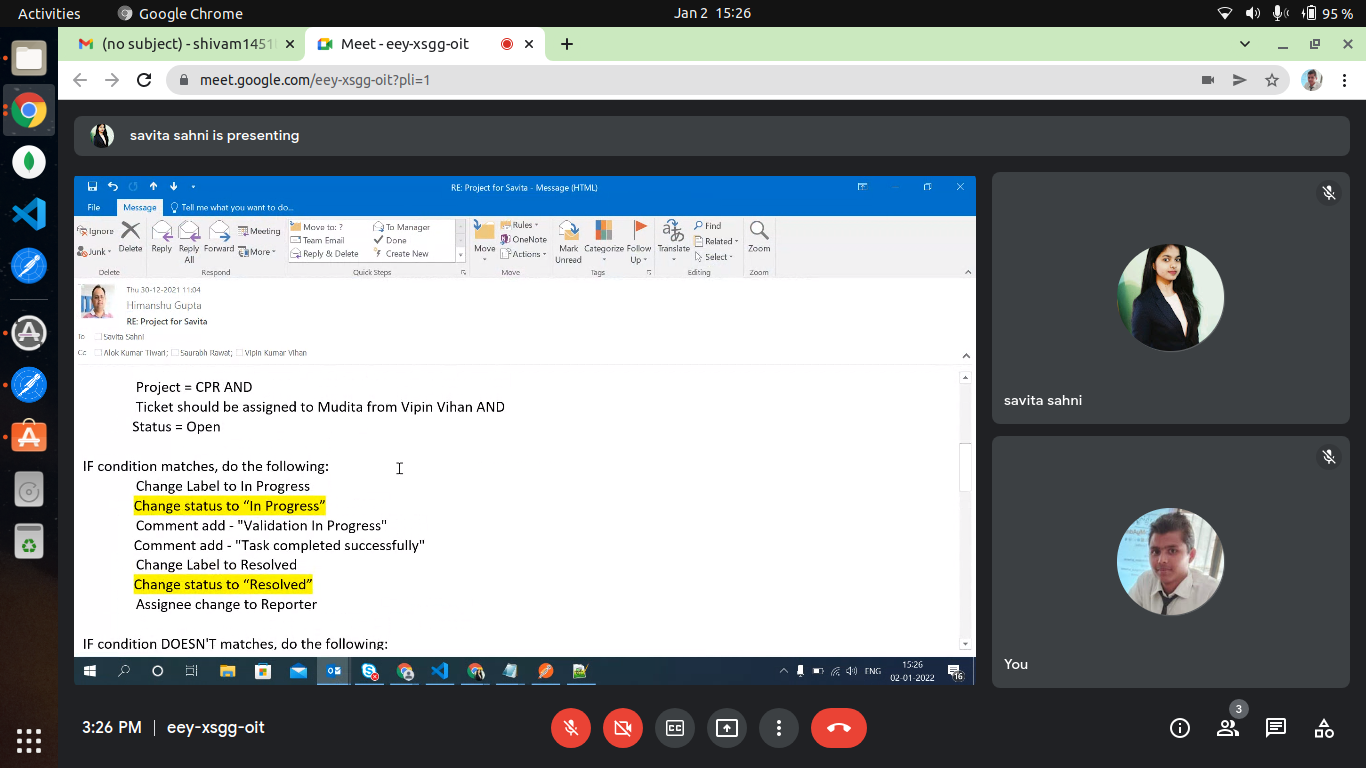 Activities
Google Chrome
Jan 2 15:26
95 %
(no subject) - shivam1451
Meet - eey-xsgg-oit
meet.google.com/eey-xsgg-oit?pli=1
savita sahni is presenting
RE: Project for Savita - Message (HTML)
File
Message
Tell me what you want to do...
Ignore
Junk
Delete
Delete
Reply
Reply All
Forward
Meeting
More
Respond
Move to: ?
Team Email
Reply & Delete
To Manager
Done
Create New
Quick Steps
Move
Rules
OneNote
Actions
Move
Mark Unread
Categorize
Follow Up
Tags
Translate
Find
Related
Select
Editing
Zoom
Zoom
Thu 30-12-2021 11:04
Himanshu Gupta
RE: Project for Savita
To Savita Sahni
Cc Alok Kumar Tiwari; Saurabh Rawat; Vipin Kumar Vihan
Project = CPR AND
Ticket should be assigned to Mudita from Vipin Vihan AND
Status = Open
IF condition matches, do the following:
Change Label to In Progress
Change status to “In Progress”
Comment add - "Validation In Progress"
Comment add - "Task completed successfully"
Change Label to Resolved
Change status to “Resolved”
Assignee change to Reporter
IF condition DOESN'T matches, do the following:
ENG
15:26
02-01-2022
16
savita sahni
You
3:26 PM | eey-xsgg-oit
CC
3